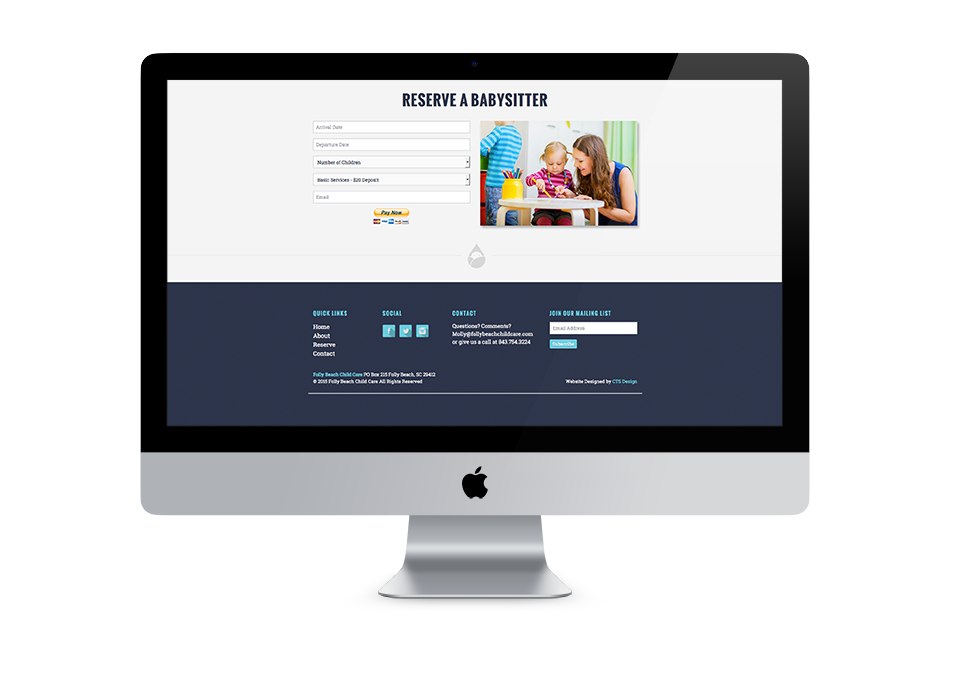 RESERVE A BABYSITTER
Arrival Date
Departure Date
Number of Children
Basic Services - $20 Deposit
Email
Pay Now
QUICK LINKS
Home
About
Reserve
Contact
SOCIAL
CONTACT
Questions? Comments?
Molly@follybeachchildcare.com
or give us a call at 843.754.3224
JOIN OUR MAILING LIST
Email Address
Subscribe
Folly Beach Child Care PO Box 215 Folly Beach, SC 29412
© 2015 Folly Beach Child Care All Rights Reserved
Website Designed by CTS Design